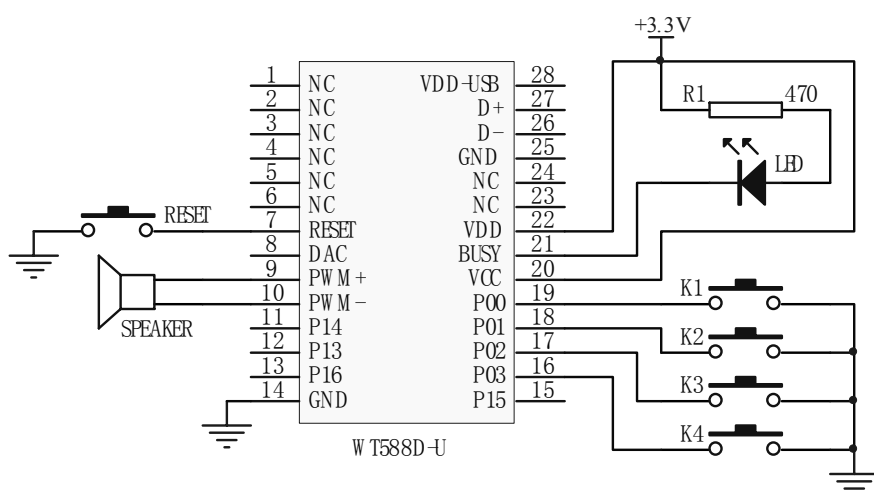 +3.3V
1 NC VDD-USB 28
2 NC D+ 27
3 NC D- 26
4 NC GND 25
5 NC NC 24
6 NC NC 23
7 RESET VDD 22
8 DAC BUSY 21
9 PWM+ VCC 20
10 PWM- P00 19
11 P14 P01 18
12 P13 P02 17
13 P16 P03 16
14 GND P15 15
WT588D-U
RESET
SPEAKER
R1 470
LED
K1
K2
K3
K4